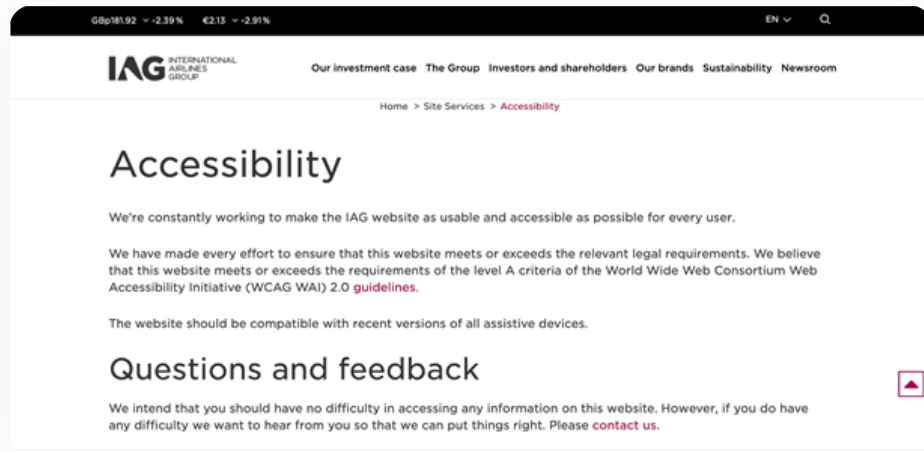 GBp181.92 -2.39% €2.13 -2.91% EN
IAG INTERNATIONAL
AIRLINES
GROUP
Our investment case The Group Investors and shareholders Our brands Sustainability Newsroom
Home > Site Services > Accessibility
Accessibility
We're constantly working to make the IAG website as usable and accessible as possible for every user.
We have made every effort to ensure that this website meets or exceeds the relevant legal requirements. We believe
that this website meets or exceeds the requirements of the level A criteria of the World Wide Web Consortium Web
Accessibility Initiative (WCAG WAI) 2.0 guidelines.
The website should be compatible with recent versions of all assistive devices.
Questions and feedback
We intend that you should have no difficulty in accessing any information on this website. However, if you do have
any difficulty we want to hear from you so that we can put things right. Please contact us.